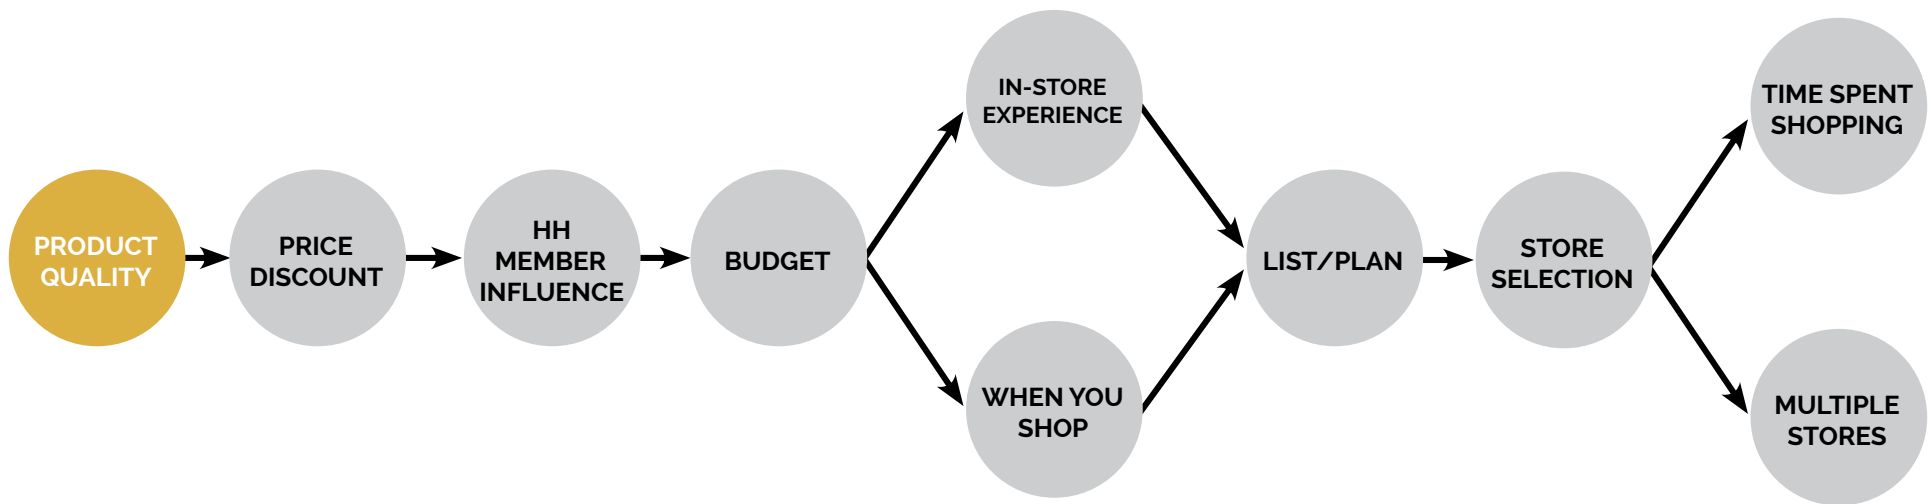 PRODUCT
QUALITY
PRICE
DISCOUNT
HH
MEMBER
INFLUENCE
BUDGET
IN-STORE
EXPERIENCE
WHEN YOU
SHOP
LIST/PLAN
STORE
SELECTION
TIME SPENT
SHOPPING
MULTIPLE
STORES